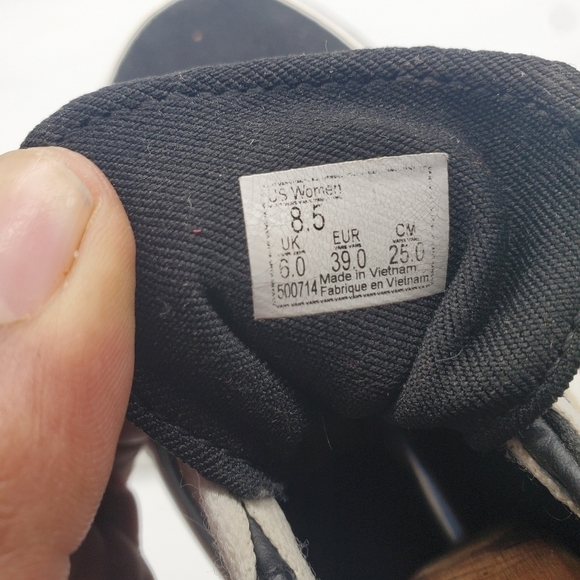 US Women
8.5
UK EUR CM
6.0 39.0 25.0
Made in Vietnam
500714 Fabrique en Vietnam